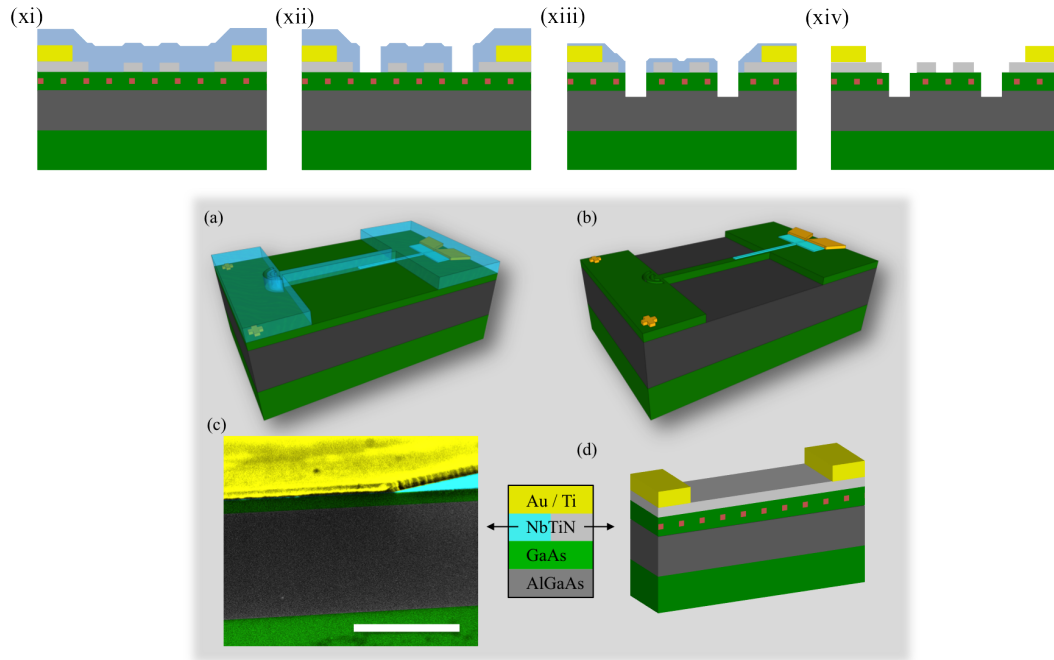 (xi) (xii) (xiii) (xiv)
(a) (b)
(c) (d)
Au / Ti
NbTiN
GaAs
AlGaAs